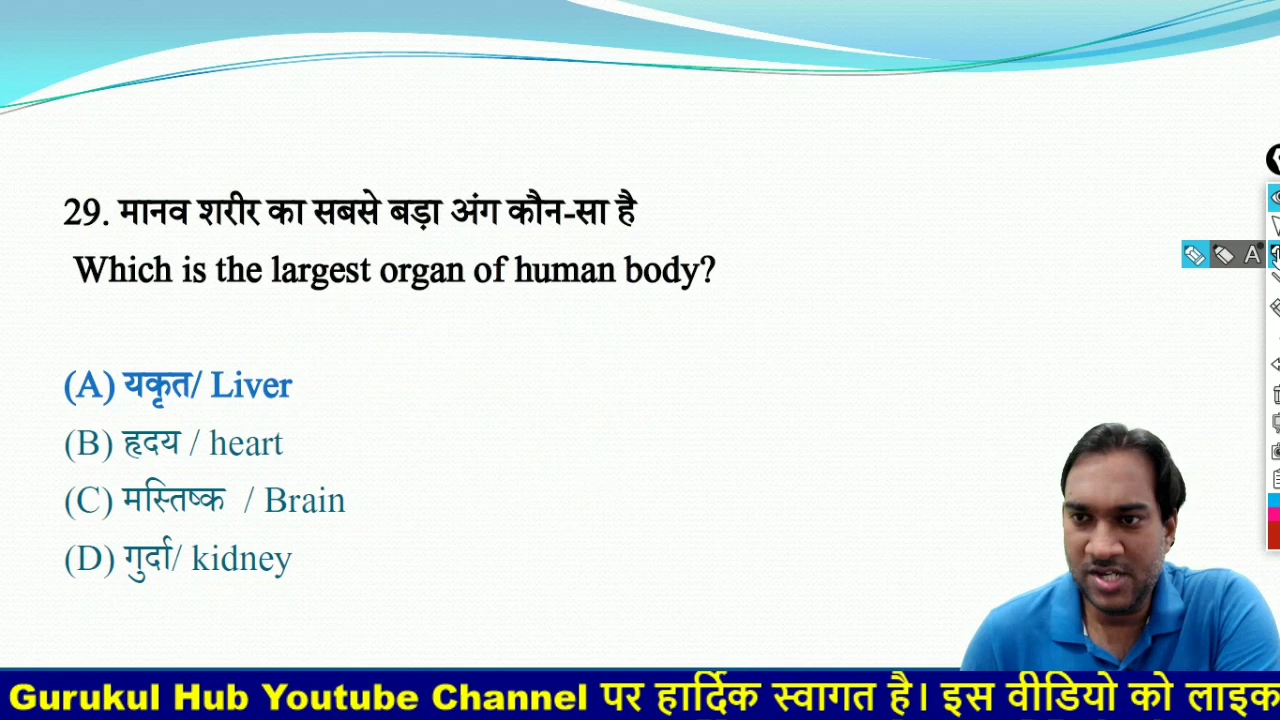 29. मानव शरीर का सबसे बड़ा अंग कौन-सा है
Which is the largest organ of human body?
(A) यकृत/ Liver
(B) हृदय / heart
(C) मस्तिष्क / Brain
(D) गुर्दा/ kidney
A
Gurukul Hub Youtube Channel पर हार्दिक स्वागत है। इस वीडियो को लाइक